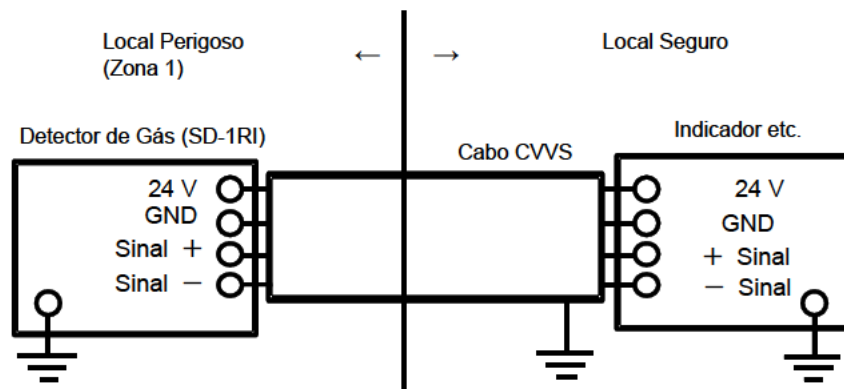 Local Perigoso
(Zona 1)
← →
Local Seguro
Detector de Gás (SD-1RI)
Cabo CVVS
Indicador etc.
24 V
GND
Sinal +
Sinal −
24 V
GND
+ Sinal
− Sinal